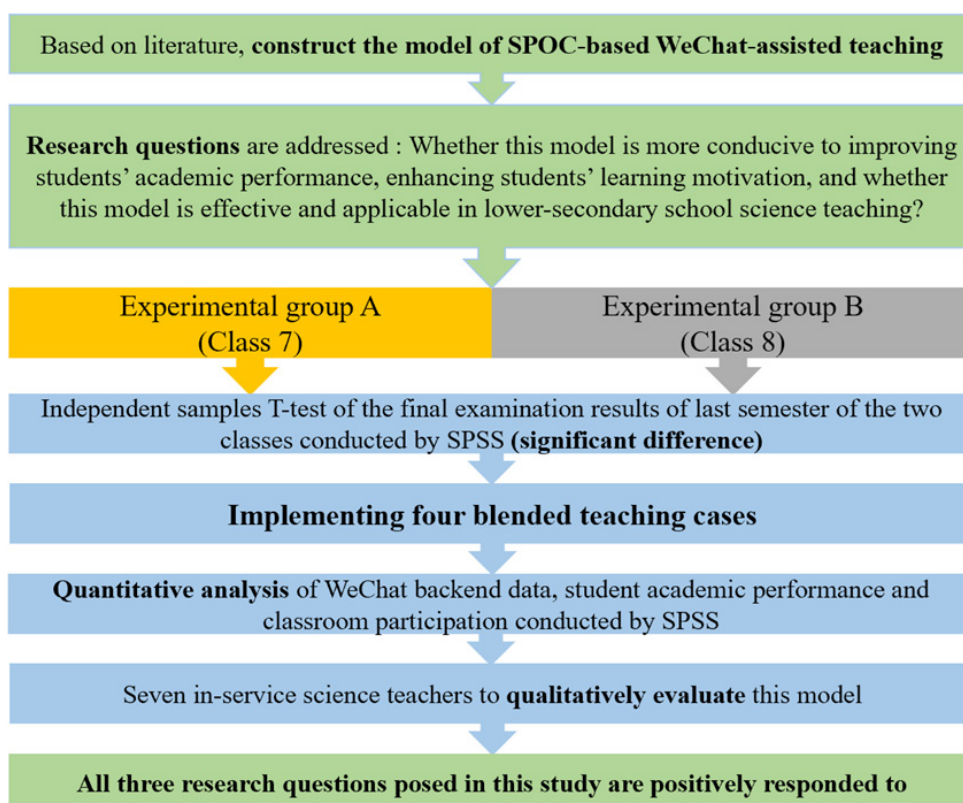 Based on literature, construct the model of SPOC-based WeChat-assisted teaching
Research questions are addressed : Whether this model is more conducive to improving
students’ academic performance, enhancing students’ learning motivation, and whether
this model is effective and applicable in lower-secondary school science teaching?
Experimental group A
(Class 7)
Experimental group B
(Class 8)
Independent samples T-test of the final examination results of last semester of the two
classes conducted by SPSS (significant difference)
Implementing four blended teaching cases
Quantitative analysis of WeChat backend data, student academic performance and
classroom participation conducted by SPSS
Seven in-service science teachers to qualitatively evaluate this model
All three research questions posed in this study are positively responded to